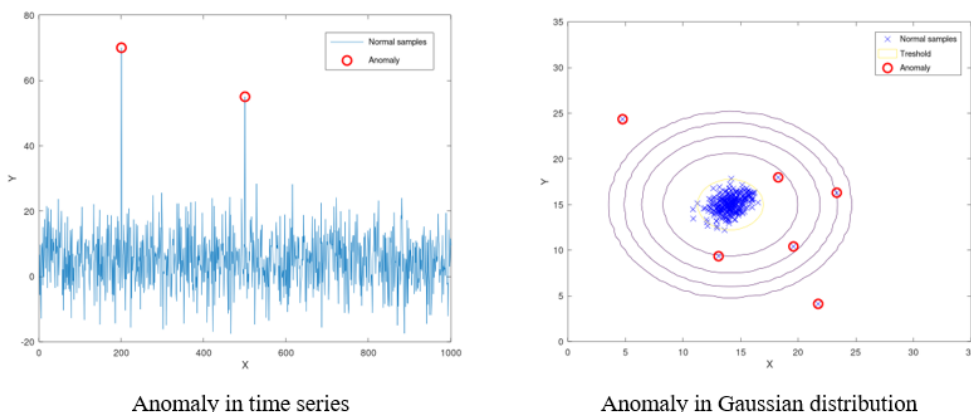 80
60
40
20
0
-20
Y
0
200
400
600
800
1000
X
Normal samples
Anomaly
Anomaly in time series
35
30
25
20
15
10
5
0
Y
0
5
10
15
20
25
30
35
X
Normal samples
Treshold
Anomaly
Anomaly in Gaussian distribution